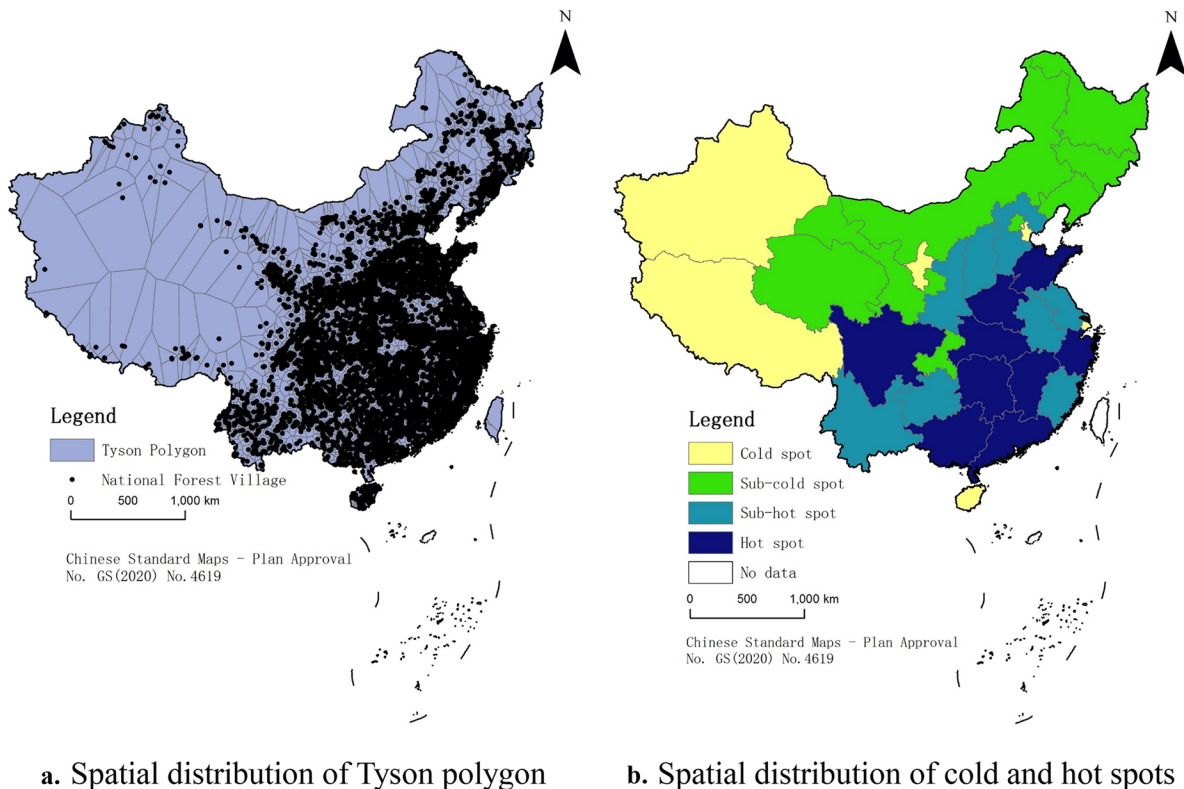 N
Legend
Tyson Polygon
National Forest Village
0 500 1,000 km
Chinese Standard Maps - Plan Approval
No. GS(2020) No.4619
a. Spatial distribution of Tyson polygon
N
Legend
Cold spot
Sub-cold spot
Sub-hot spot
Hot spot
No data
0 500 1,000 km
Chinese Standard Maps - Plan Approval
No. GS(2020) No.4619
b. Spatial distribution of cold and hot spots